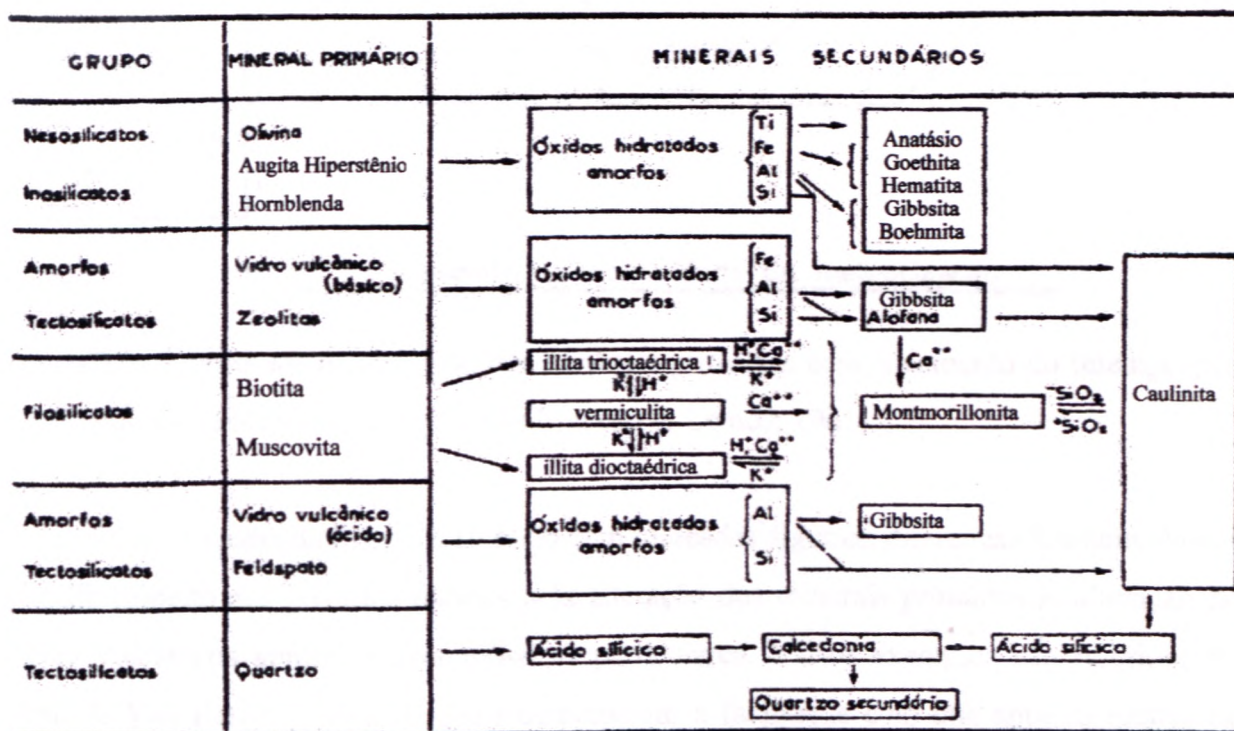 GRUPO
MINERAL PRIMÁRIO
MINERAIS SECUNDÁRIOS
Nesosilicatos
Inosilicatos
Olivina
Augita Hiperstênio
Hornblenda
Óxidos hidratados
amorfos
Ti
Fe
Al
Si
Anatásio
Goethita
Hematita
Gibbsita
Boehmita
Amorfos
Tectosilicatos
Vidro vulcânico
(básico)
Zeolitas
Óxidos hidratados
amorfos
Fe
Al
Si
Gibbsita
Alofana
Ca++
Filosilicatos
Biotita
Muscovita
illita trioctaédrica
H+Ca++
K+
K+ H+
vermiculita
Ca++
K+ H+
illita dioctaédrica
H+Ca++
K+
Montmorillonita
-SiO2
+SiO2
Caulinita
Amorfos
Tectosilicatos
Vidro vulcânico
(ácido)
Feldspato
Óxidos hidratados
amorfos
Al
Si
Gibbsita
Tectosilicatos
Quartzo
Ácido silícico
Calcedonia
Ácido silícico
Quartzo secundário